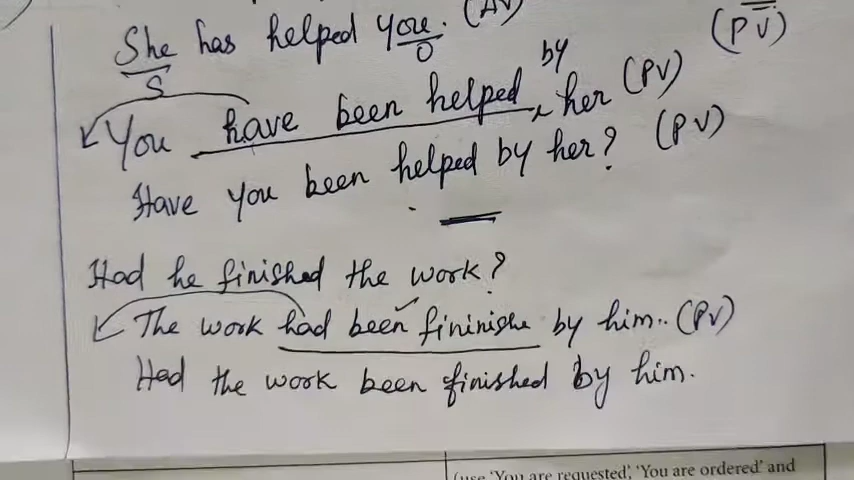 She has helped you. (AV)
S O
(PV)
You have been helped by her (PV)
Have you been helped by her? (PV)
Had he finished the work?
The work had been fininishe by him.. (PV)
Had the work been finished by him.
(use 'You are requested', 'You are ordered' and